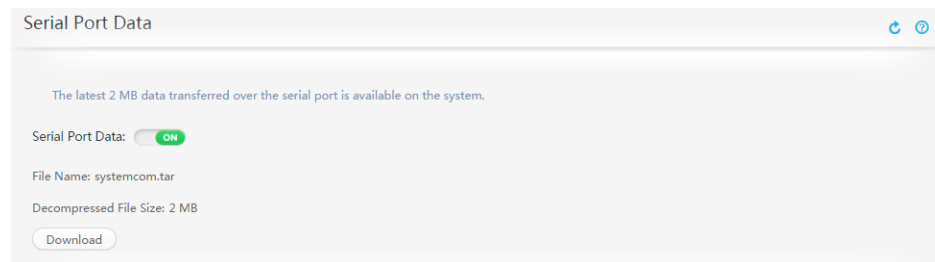 Serial Port Data
The latest 2 MB data transferred over the serial port is available on the system.
Serial Port Data: ON
File Name: systemcom.tar
Decompressed File Size: 2 MB
Download